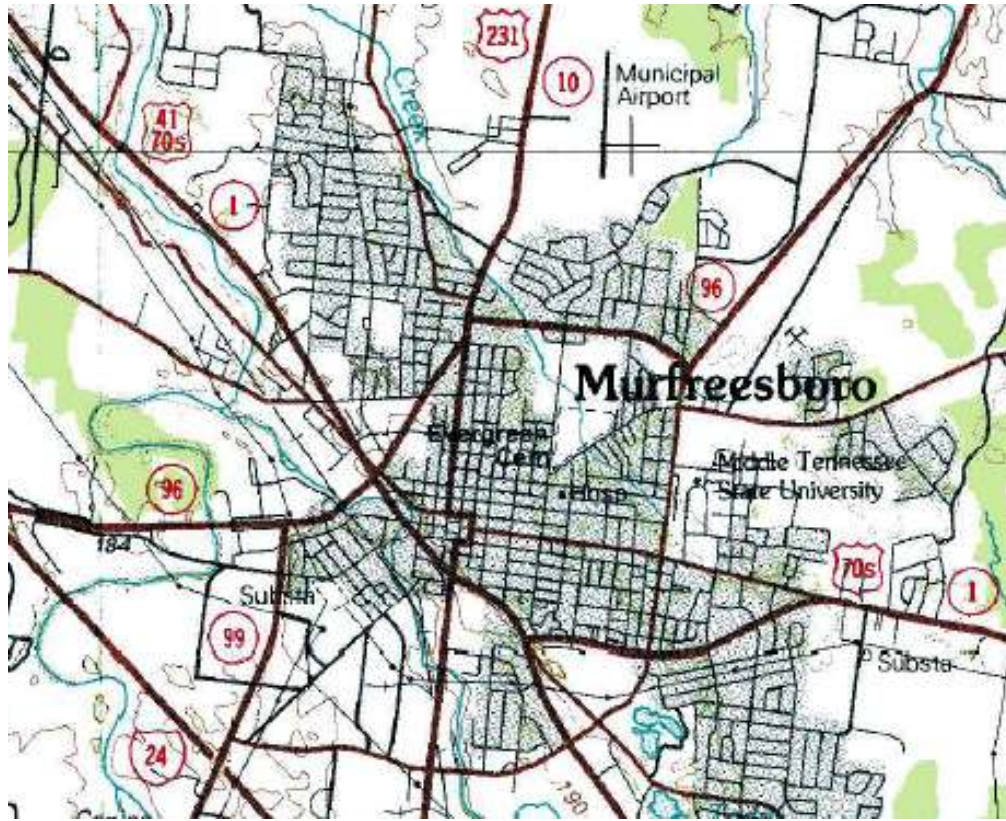 231
10
Municipal
Airport
Creek
41
70s
1
96
Murfreesboro
Evergreen
Cem
Middle Tennessee
State University
96
Hosp
184
70s
1
Substa
99
Substa
24
190